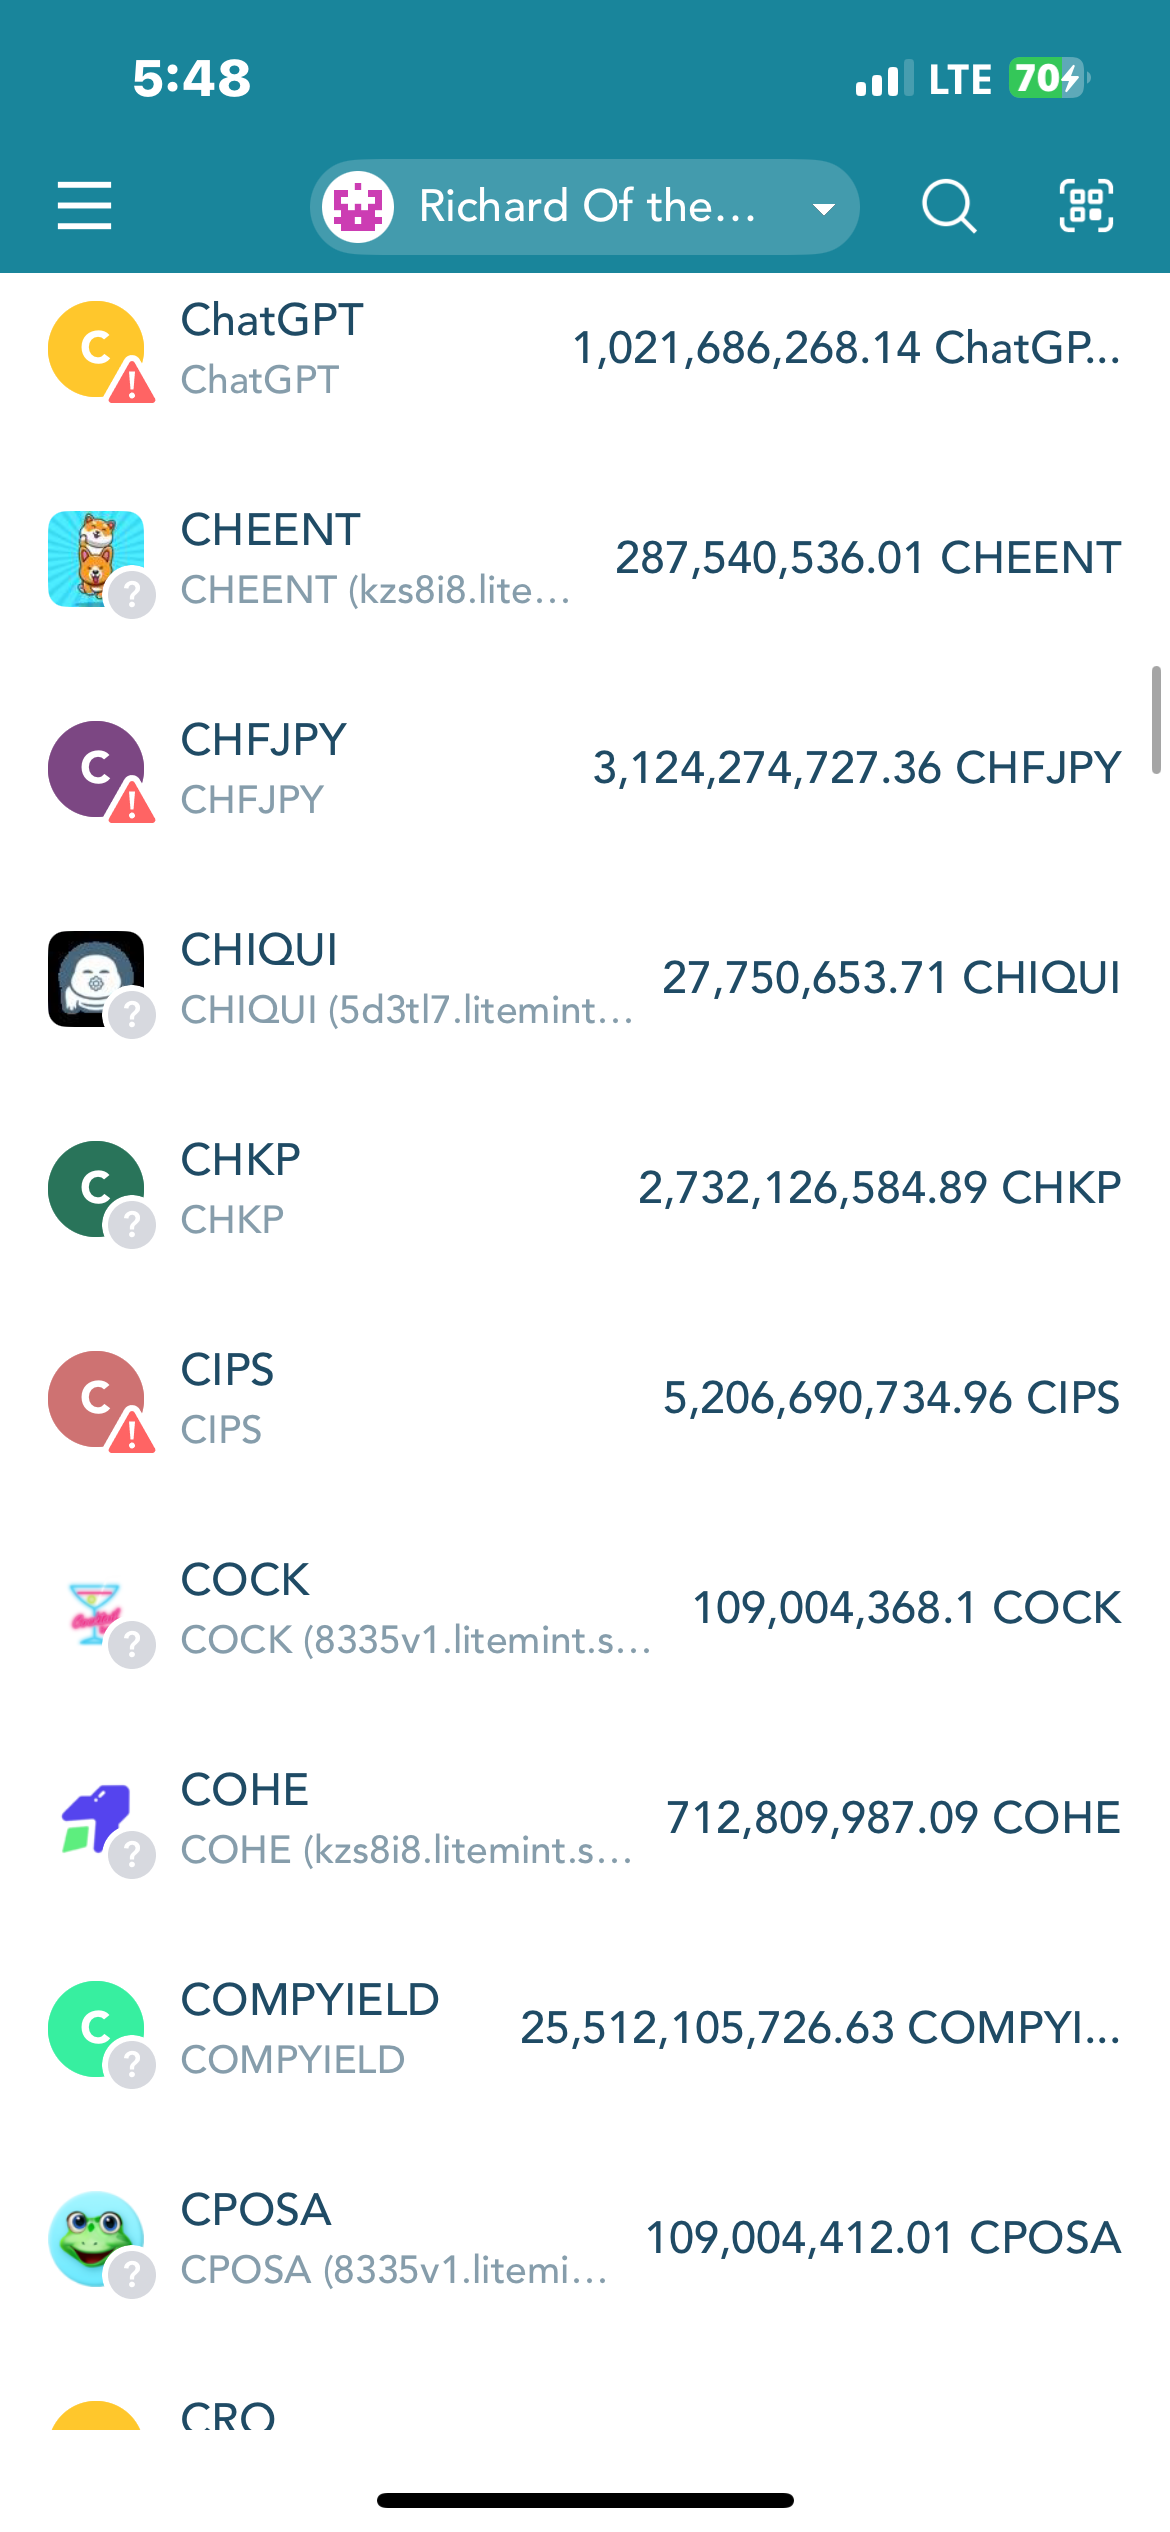 5:48
LTE 70
Richard Of the...
C
ChatGPT
1,021,686,268.14 ChatGP...
ChatGPT
CHEENT
287,540,536.01 CHEENT
?
CHEENT (kzs8i8.lite...
C
CHFJPY
3,124,274,727.36 CHFJPY
CHFJPY
CHIQUI
27,750,653.71 CHIQUI
?
CHIQUI (5d3tl7.litemint...
C
CHKP
2,732,126,584.89 CHKP
?
CHKP
C
CIPS
5,206,690,734.96 CIPS
CIPS
COCK
109,004,368.1 COCK
?
COCK (8335v1.litemint.s...
COHE
712,809,987.09 COHE
?
COHE (kzs8i8.litemint.s...
C
COMPYIELD
25,512,105,726.63 COMPYI...
?
COMPYIELD
CPOSA
109,004,412.01 CPOSA
?
CPOSA (8335v1.litemi...
CRO